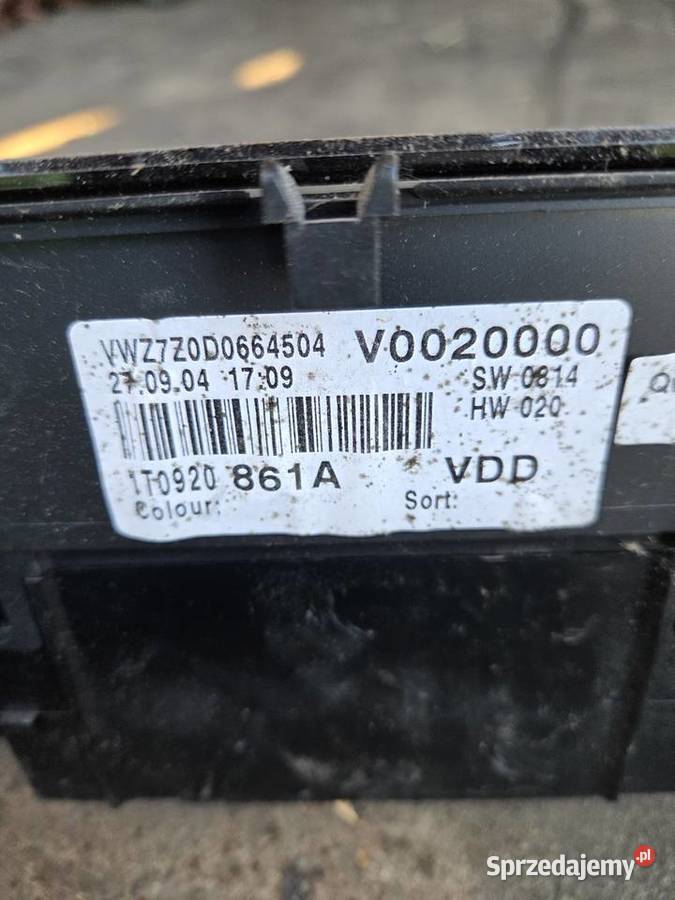 VWZ7Z0D0664504 V0020000
27.09.04 17:09 SW 0814
HW 020
1T0920 861A VDD
Colour: Sort:
Sprzedajemy.pl